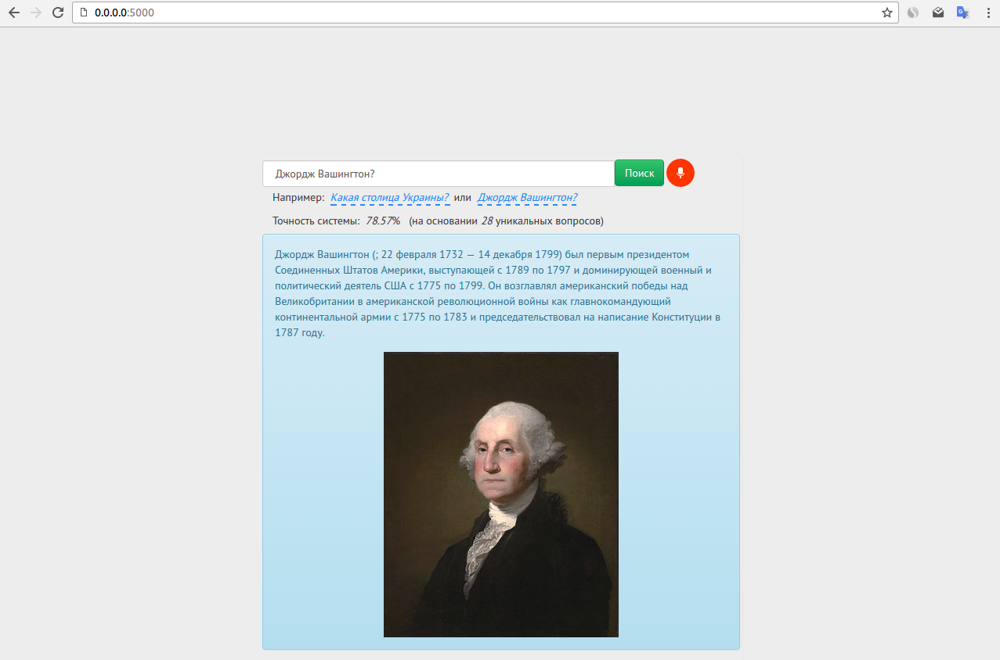 0.0.0.0:5000
Джордж Вашингтон? Поиск
Например: Какая столица Украины? или Джордж Вашингтон?
Точность системы: 78.57% (на основании 28 уникальных вопросов)
Джордж Вашингтон (; 22 февраля 1732 — 14 декабря 1799) был первым президентом
Соединенных Штатов Америки, выступающей с 1789 по 1797 и доминирующей военный и
политический деятель США с 1775 по 1799. Он возглавлял американский победы над
Великобритании в американской революционной войны как главнокомандующий
континентальной армии с 1775 по 1783 и председательствовал на написание Конституции в
1787 году.